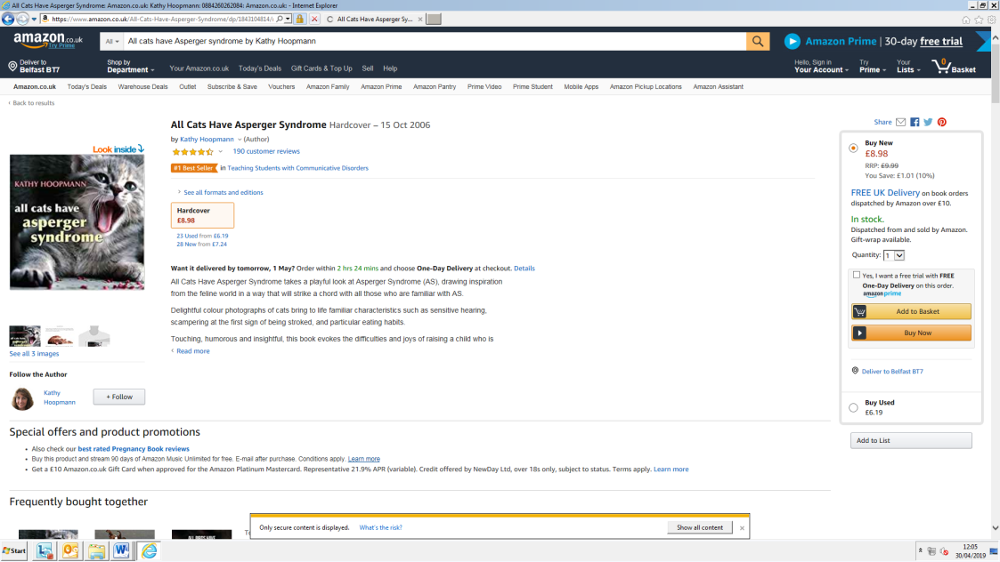 All Cats Have Asperger Syndrome: Amazon.co.uk: Kathy Hoopmann: 0884260262084: Amazon.co.uk: - Internet Explorer
https://www.amazon.co.uk/All-Cats-Have-Asperger-Syndrome/dp/1843104814/
All Cats Have Asperger Sy...
amazon.co.uk
Try Prime
All
All cats have Asperger syndrome by Kathy Hoopmann
Amazon Prime | 30-day free trial
Deliver to
Belfast BT7
Shop by
Department
Your Amazon.co.uk Today's Deals Gift Cards & Top Up Sell Help
Hello, Sign in
Your Account
Try
Prime
Your
Lists
0
Basket
Amazon.co.uk Today's Deals Warehouse Deals Outlet Subscribe & Save Vouchers Amazon Family Amazon Prime Amazon Pantry Prime Video Prime Student Mobile Apps Amazon Pickup Locations Amazon Assistant
‹ Back to results
Look inside
KATHY HOOPMANN
all cats have
asperger
syndrome
See all 3 images
Follow the Author
Kathy
Hoopmann
+ Follow
All Cats Have Asperger Syndrome Hardcover – 15 Oct 2006
by Kathy Hoopmann (Author)
190 customer reviews
#1 Best Seller in Teaching Students with Communicative Disorders
› See all formats and editions
Hardcover
£8.98
23 Used from £6.19
28 New from £7.24
Want it delivered by tomorrow, 1 May? Order within 2 hrs 24 mins and choose One-Day Delivery at checkout. Details
All Cats Have Asperger Syndrome takes a playful look at Asperger Syndrome (AS), drawing inspiration
from the feline world in a way that will strike a chord with all those who are familiar with AS.
Delightful colour photographs of cats bring to life familiar characteristics such as sensitive hearing,
scampering at the first sign of being stroked, and particular eating habits.
Touching, humorous and insightful, this book evokes the difficulties and joys of raising a child who is
‹ Read more
Share
Buy New
£8.98
RRP: £9.99
You Save: £1.01 (10%)
FREE UK Delivery on book orders
dispatched by Amazon over £10.
In stock.
Dispatched from and sold by Amazon.
Gift-wrap available.
Quantity: 1
Yes, I want a free trial with FREE
One-Day Delivery on this order.
amazon prime
Add to Basket
Buy Now
Deliver to Belfast BT7
Buy Used
£6.19
Add to List
Special offers and product promotions
• Also check our best rated Pregnancy Book reviews
• Buy this product and stream 90 days of Amazon Music Unlimited for free. E-mail after purchase. Conditions apply. Learn more
• Get a £10 Amazon.co.uk Gift Card when approved for the Amazon Platinum Mastercard. Representative 21.9% APR (variable). Credit offered by NewDay Ltd, over 18s only, subject to status. Terms apply. Learn more
Frequently bought together
Only secure content is displayed. What's the risk?
Show all content
Start
12:05
30/04/2019